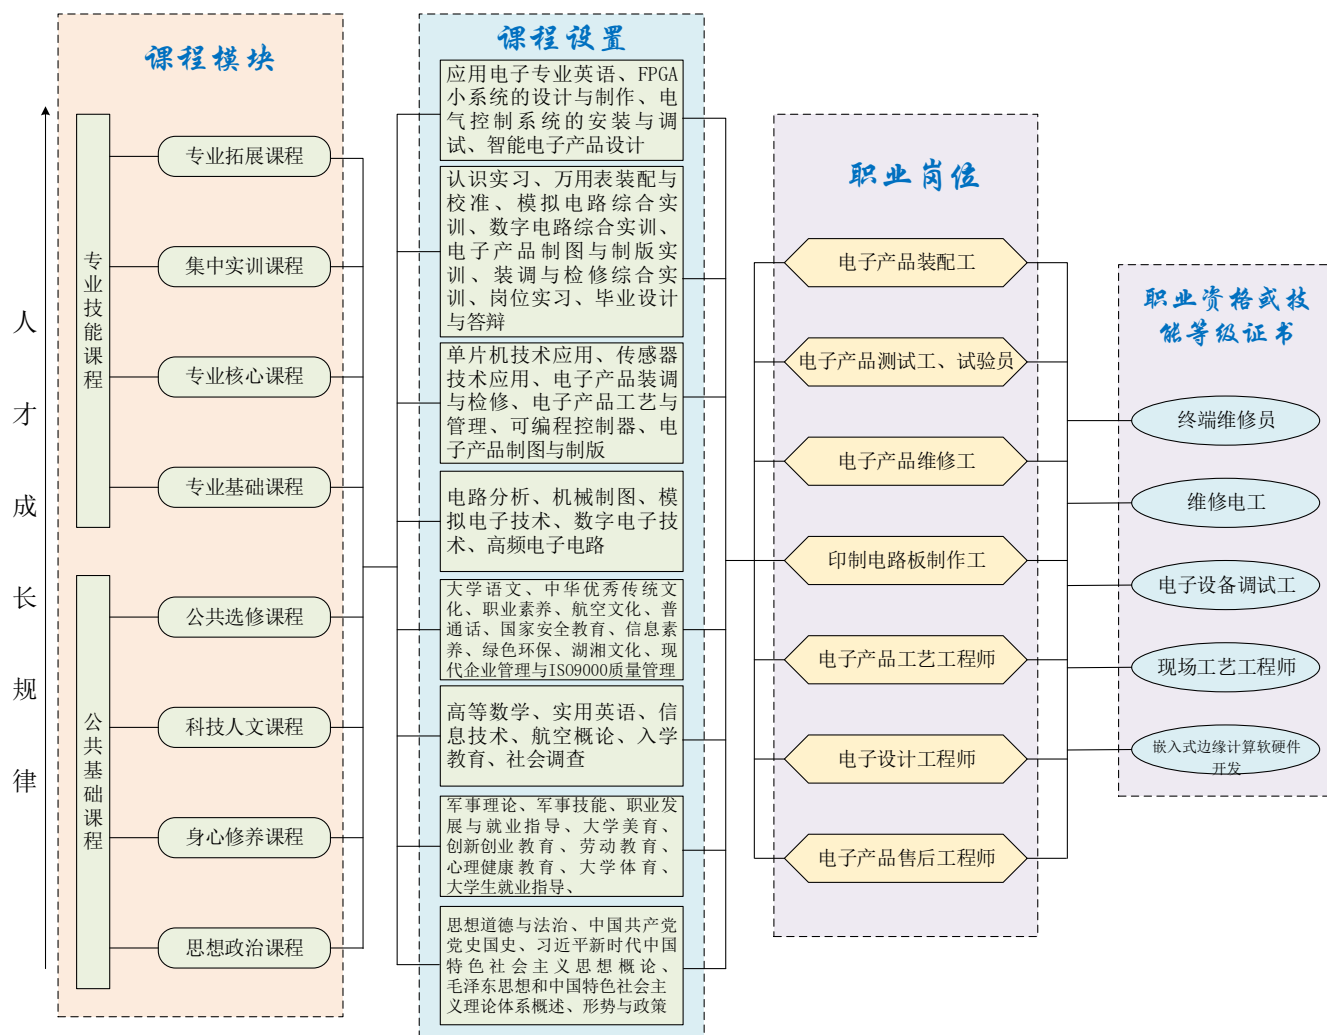 人
才
成
长
规
律
课程模块
专业技能课程
专业拓展课程
集中实训课程
专业核心课程
专业基础课程
公共基础课程
公共选修课程
科技人文课程
身心修养课程
思想政治课程
课程设置
应用电子专业英语、FPGA
小系统的设计与制作、电
气控制系统的安装与调
试、智能电子产品设计
认识实习、万用表装配与
校准、模拟电路综合实
训、数字电路综合实训、
电子产品制图与制版实
训、装调与检修综合实
训、岗位实习、毕业设计
与答辩
单片机技术应用、传感器
技术应用、电子产品装调
与检修、电子产品工艺与
管理、可编程控制器、电
子产品制图与制版
电路分析、机械制图、模
拟电子技术、数字电子技
术、高频电子电路
大学语文、中华优秀传统文
化、职业素养、航空文化、普
通话、国家安全教育、信息素
养、绿色环保、湖湘文化、现
代企业管理与ISO9000质量管理
高等数学、实用英语、信
息技术、航空概论、入学
教育、社会调查
军事理论、军事技能、职业发
展与就业指导、大学美育、
创新创业教育、劳动教育、
心理健康教育、大学体育、
大学生就业指导、
思想道德与法治、中国共产党
党史国史、习近平新时代中国
特色社会主义思想概论、
毛泽东思想和中国特色社会主
义理论体系概述、形势与政策
职业岗位
电子产品装配工
电子产品测试工、试验员
电子产品维修工
印制电路板制作工
电子产品工艺工程师
电子设计工程师
电子产品售后工程师
职业资格或技
能等级证书
终端维修员
维修电工
电子设备调试工
现场工艺工程师
嵌入式边缘计算软硬件
开发